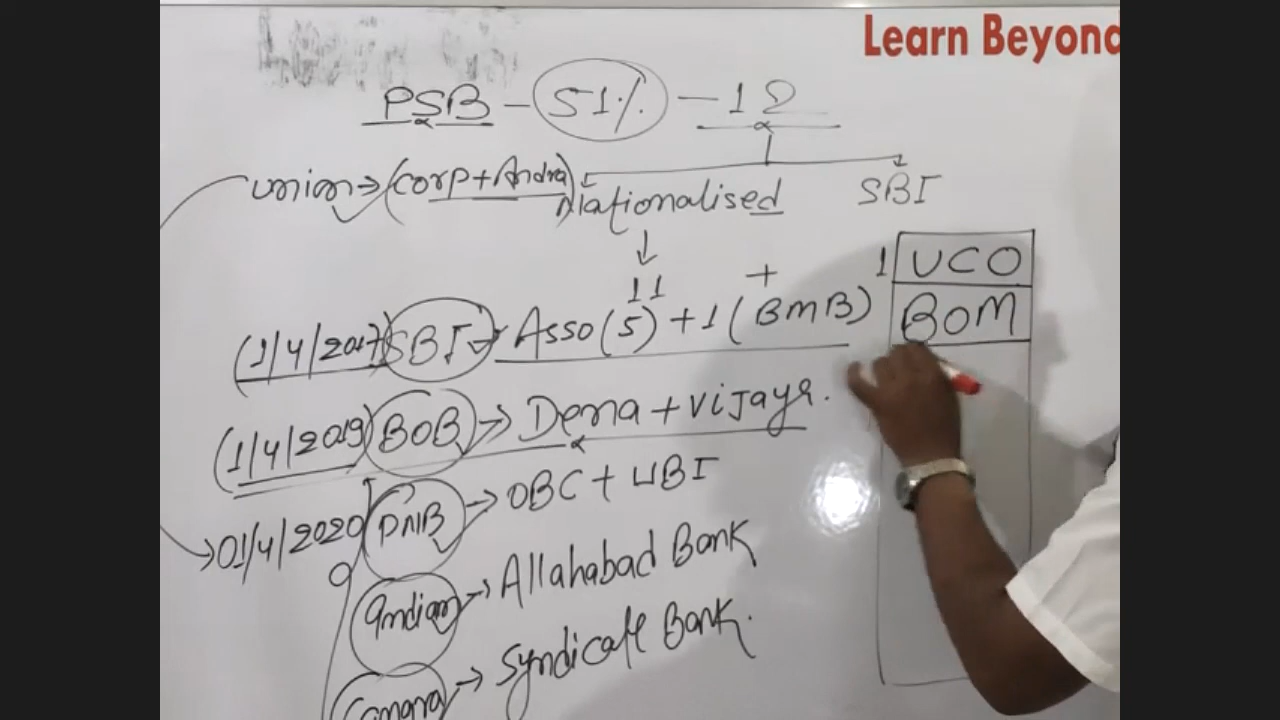 Learn Beyond
PSB - 51% - 12
Union → (Corp + Andra)
Nationalised
SBI
11
(1/4/2017) SBI → Asso (5) + 1 (BMB)
+
1 UCO
BOM
(1/4/2019) BOB → Dena + Vijaya.
01/4/2020 PNB → OBC + UBI
Indian → Allahabad Bank
Canara → Syndicate Bank.